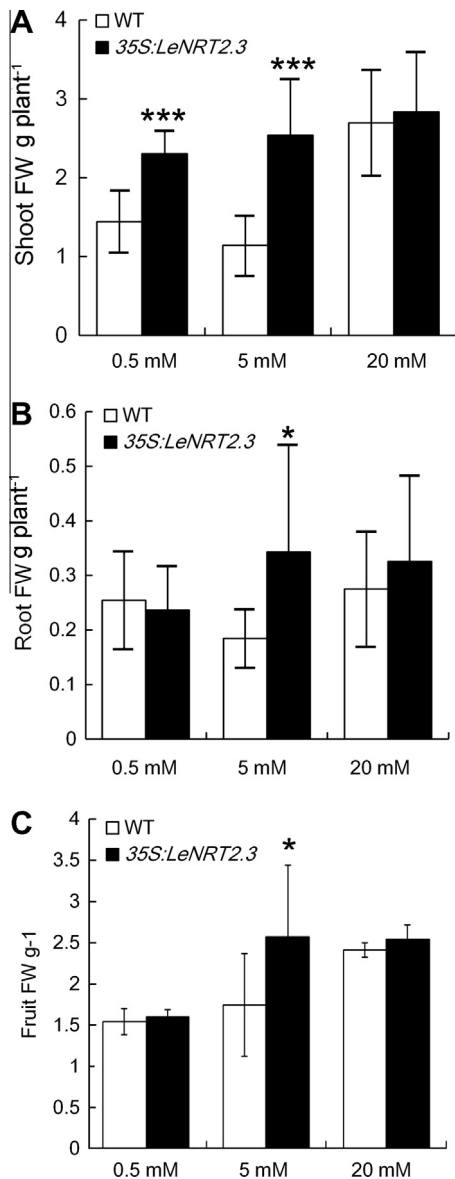 A
WT
35S:LeNRT2.3
Shoot FW g plant-1
4
3
2
1
0
***
***
0.5 mM
5 mM
20 mM
B
WT
35S:LeNRT2.3
Root FW g plant-1
0.6
0.5
0.4
0.3
0.2
0.1
0
*
0.5 mM
5 mM
20 mM
C
WT
35S:LeNRT2.3
Fruit FW g-1
4
3.5
3
2.5
2
1.5
1
0.5
0
*
0.5 mM
5 mM
20 mM